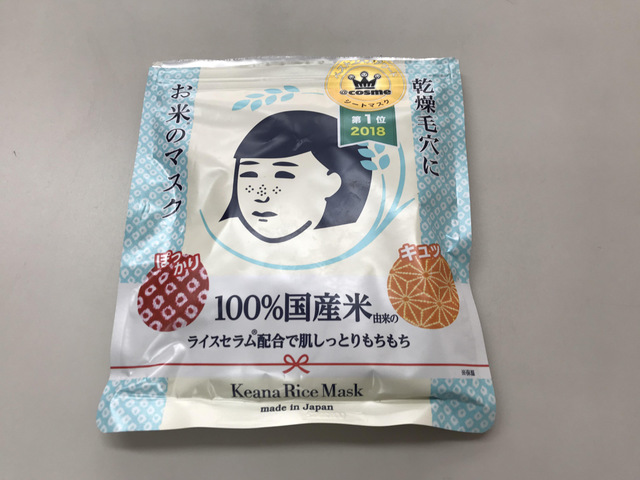 @cosme
シートマスク
第1位
2018
乾燥毛穴に
お米のマスク
ぽっかり
キュッ
100%国産米由来の
ライスセラム®配合で肌しっとりもちもち
Keana Rice Mask
made in Japan